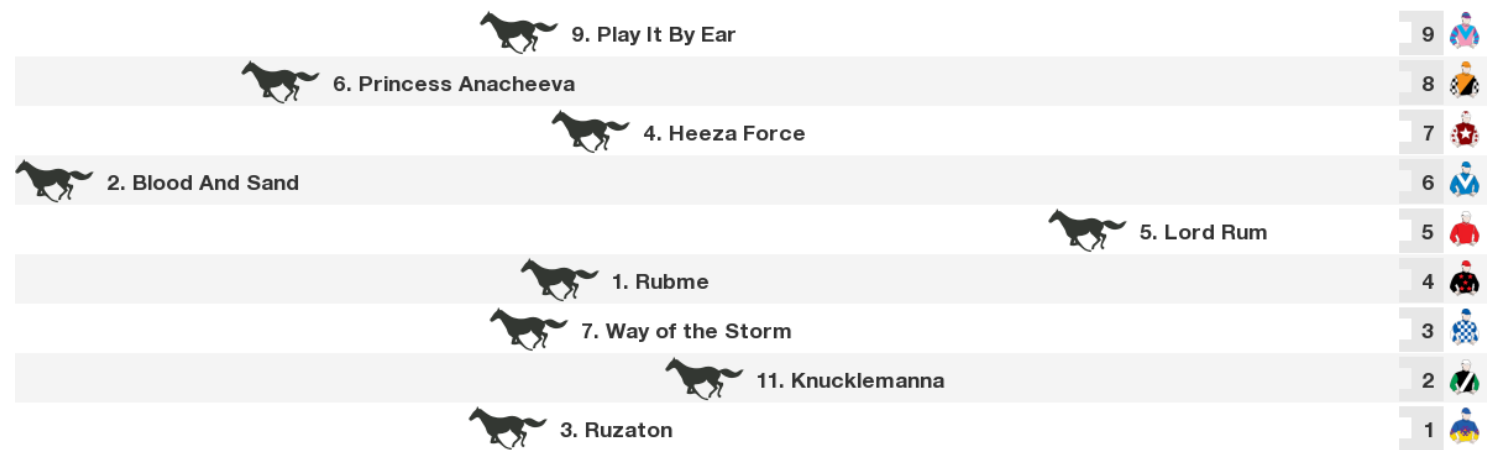 9. Play It By Ear 9
6. Princess Anacheeva 8
4. Heeza Force 7
2. Blood And Sand 6
5. Lord Rum 5
1. Rubme 4
7. Way of the Storm 3
11. Knucklemanna 2
3. Ruzaton 1